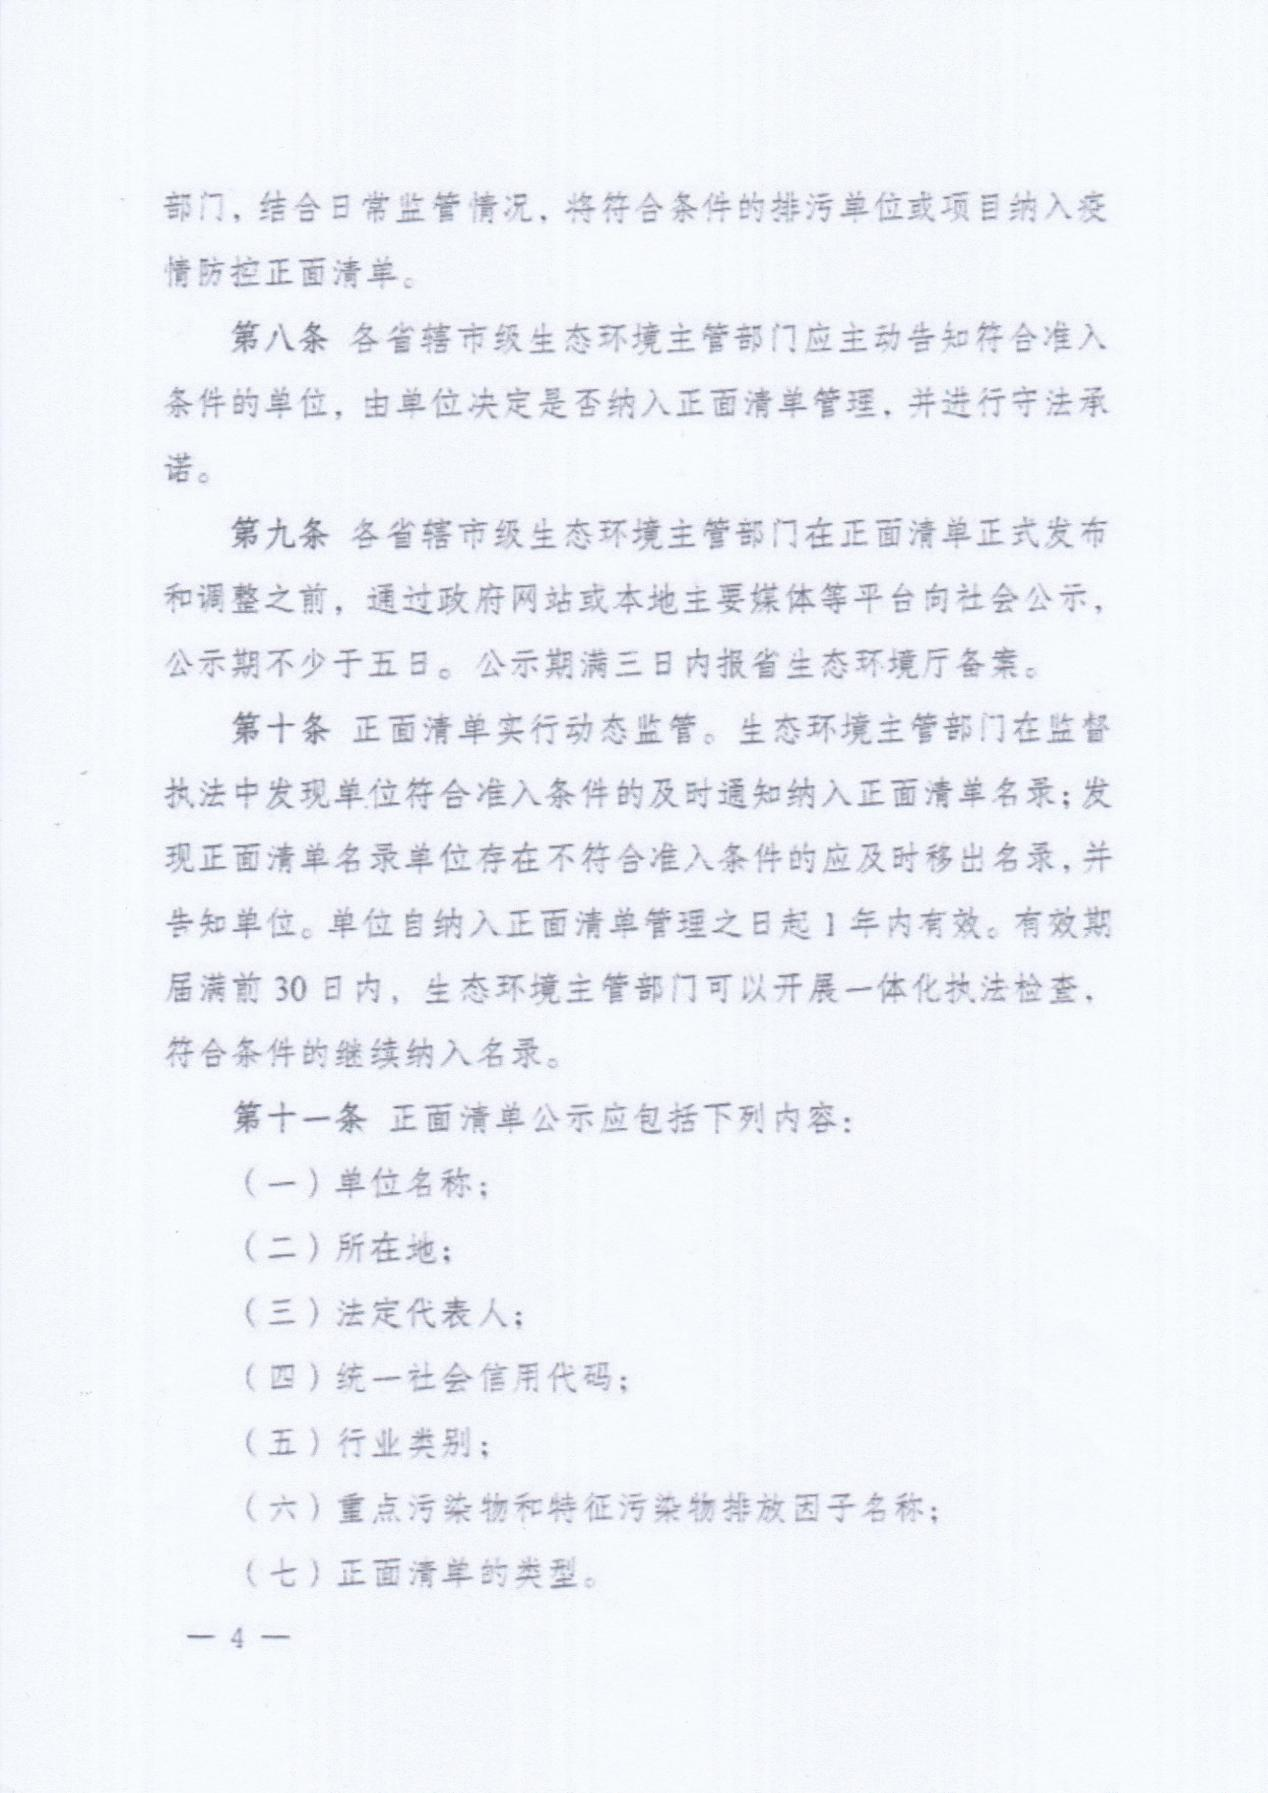 部门，结合日常监管情况，将符合条件的排污单位或项目纳入疫
情防控正面清单。
第八条 各省辖市级生态环境主管部门应主动告知符合准入
条件的单位，由单位决定是否纳入正面清单管理，并进行守法承
诺。
第九条 各省辖市级生态环境主管部门在正面清单正式发布
和调整之前，通过政府网站或本地主要媒体等平台向社会公示，
公示期不少于五日。公示期满三日内报省生态环境厅备案。
第十条 正面清单实行动态监管。生态环境主管部门在监督
执法中发现单位符合准入条件的及时通知纳入正面清单名录；发
现正面清单名录单位存在不符合准入条件的应及时移出名录，并
告知单位。单位自纳入正面清单管理之日起1年内有效。有效期
届满前30日内，生态环境主管部门可以开展一体化执法检查，
符合条件的继续纳入名录。
第十一条 正面清单公示应包括下列内容：
（一）单位名称；
（二）所在地；
（三）法定代表人；
（四）统一社会信用代码；
（五）行业类别；
（六）重点污染物和特征污染物排放因子名称；
（七）正面清单的类型。
— 4 —